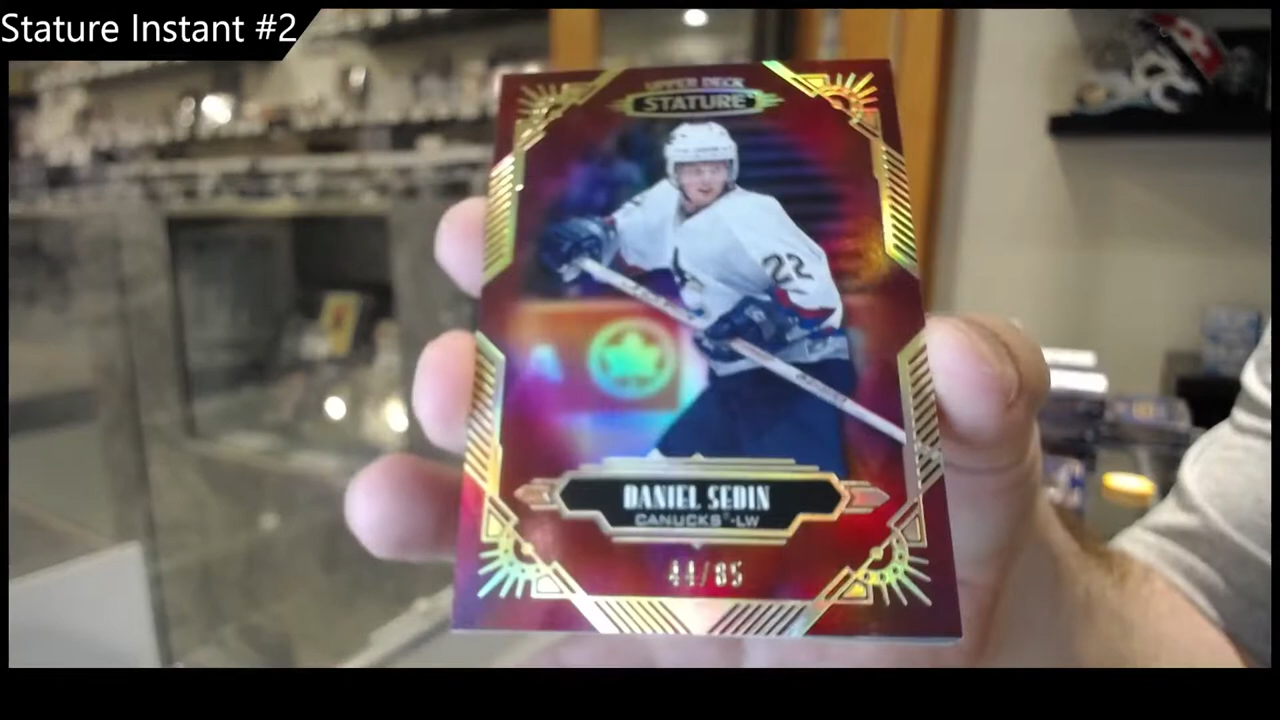 Stature Instant #2
UPPER DECK
STATURE
22
DANIEL SEDIN
CANUCKS®-LW
44/85